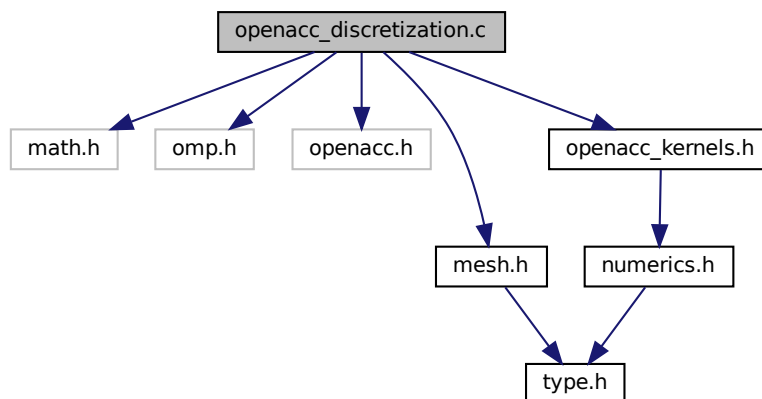 openacc_discretization.c
math.h
omp.h
openacc.h
openacc_kernels.h
mesh.h
numerics.h
type.h